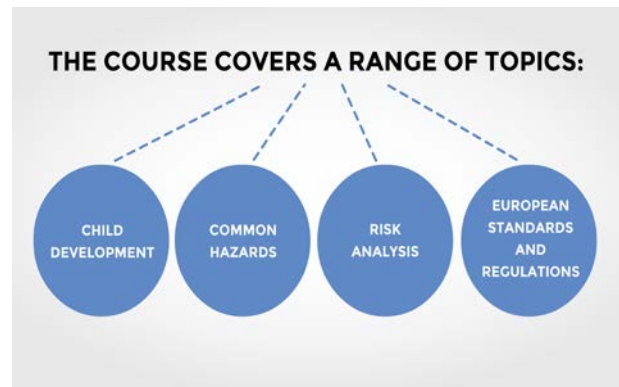 THE COURSE COVERS A RANGE OF TOPICS:
CHILD
DEVELOPMENT
COMMON
HAZARDS
RISK
ANALYSIS
EUROPEAN
STANDARDS
AND
REGULATIONS